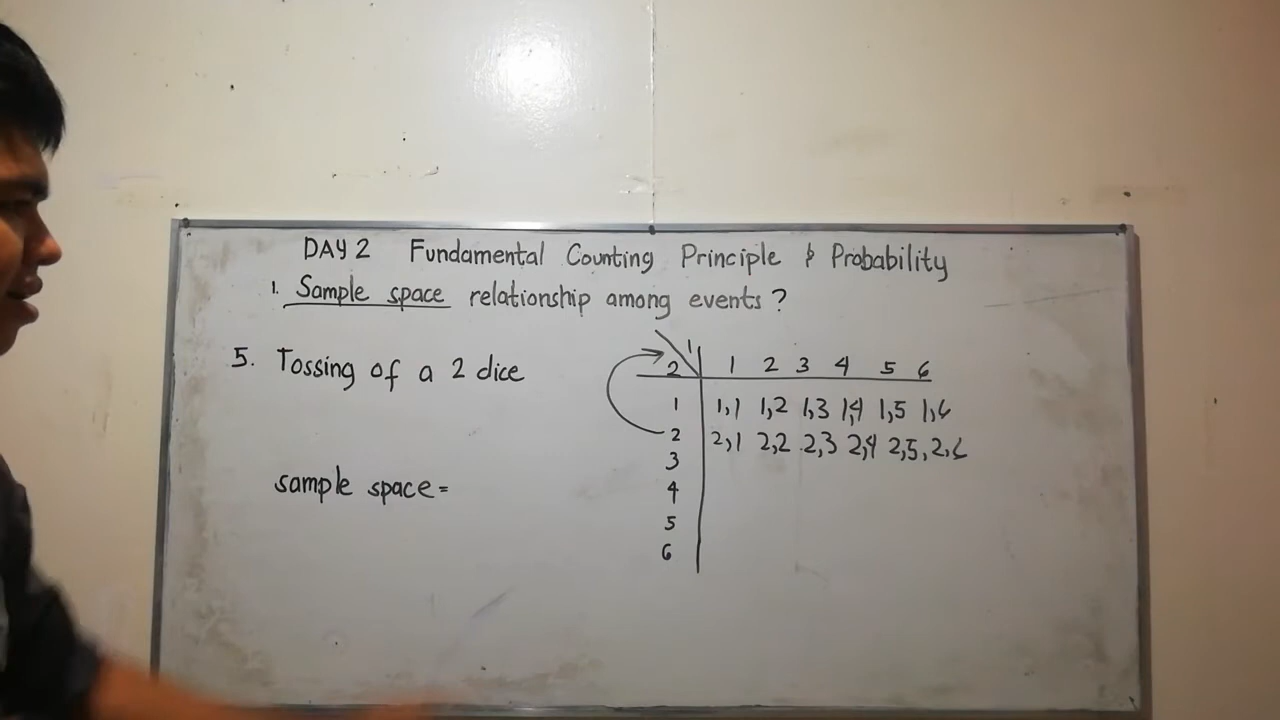 DAY 2 Fundamental Counting Principle & Probability
1. Sample space relationship among events ?
5. Tossing of a 2 dice
sample space =
1
2 1 2 3 4 5 6
1 1,1 1,2 1,3 1,4 1,5 1,6
2 2,1 2,2 2,3 2,4 2,5, 2,6
3
4
5
6